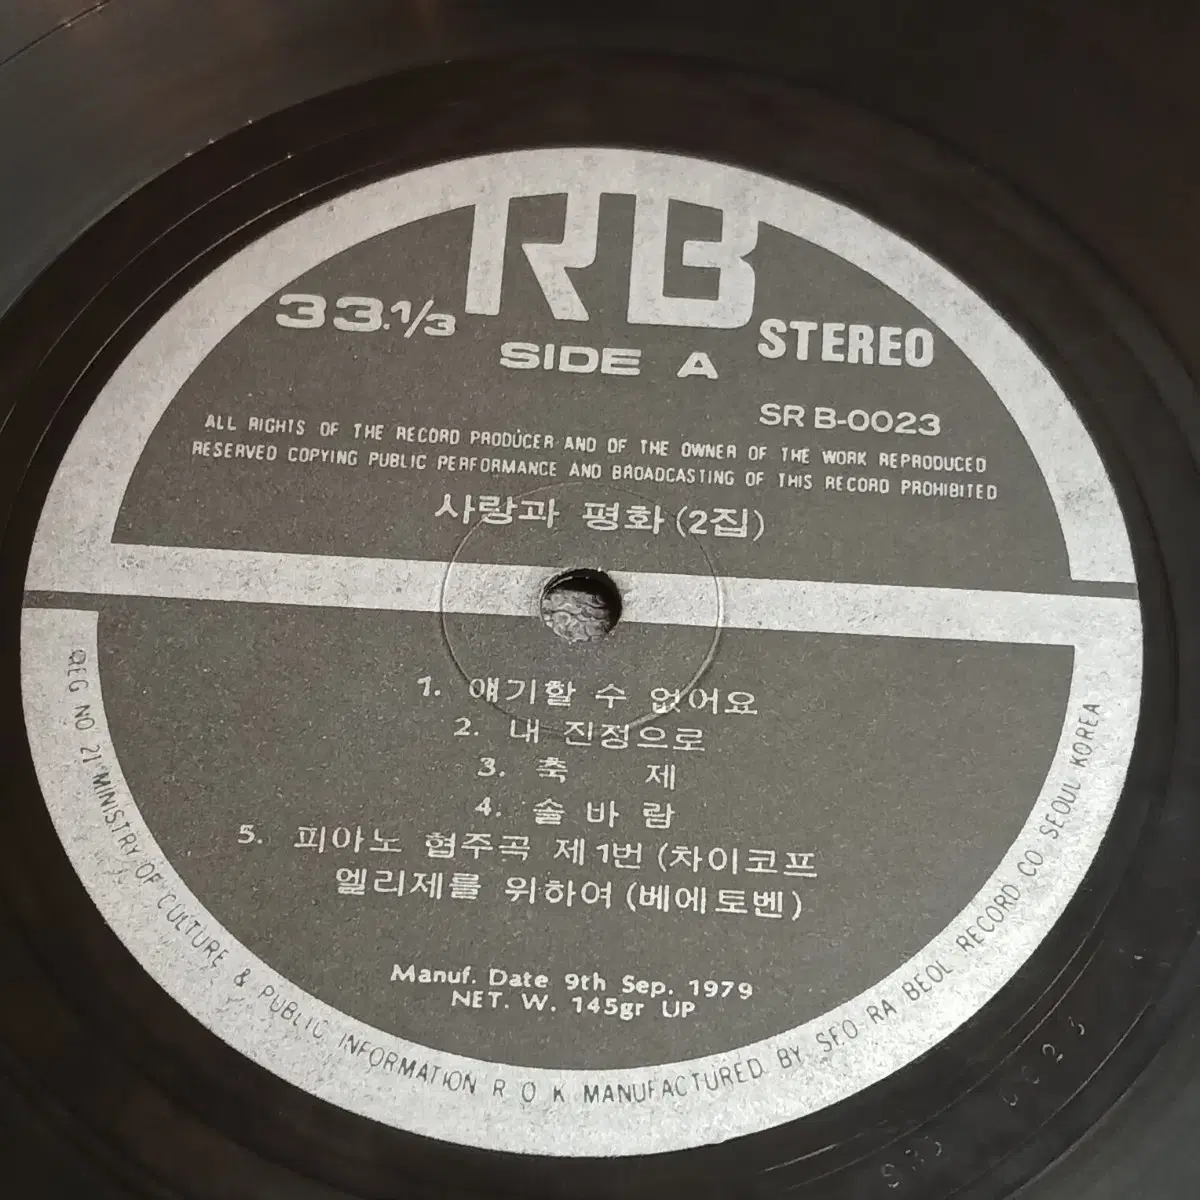 RB
33.1/3
STEREO
SIDE A
SR B-0023
ALL RIGHTS OF THE RECORD PRODUCER AND OF THE OWNER OF THE WORK REPRODUCED
RESERVED COPYING PUBLIC PERFORMANCE AND BROADCASTING OF THIS RECORD PROHIBITED
사랑과 평화(2집)
1. 얘기할 수 없어요
2. 내 진정으로
3. 축 제
4. 솔바람
5. 피아노 협주곡 제1번(차이코프
엘리제를 위하여(베에토벤)
Manuf. Date 9th Sep. 1979
NET. W. 145gr UP
REG NO 21 MINISTRY OF CULTURE & PUBLIC INFORMATION R O K MANUFACTURED BY SEO RA BEOL RECORD CO SEOUL KOREA